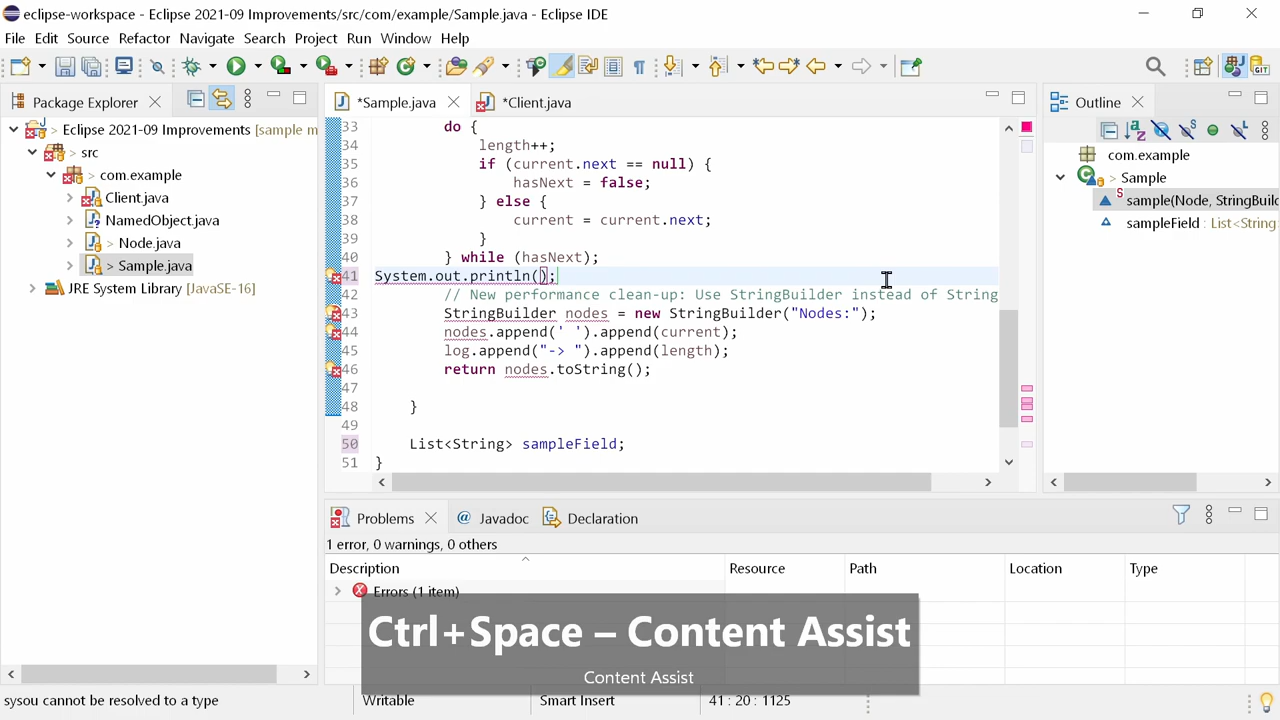 eclipse-workspace - Eclipse 2021-09 Improvements/src/com/example/Sample.java - Eclipse IDE
File Edit Source Refactor Navigate Search Project Run Window Help
Package Explorer
> Eclipse 2021-09 Improvements [sample m
> src
> com.example
Client.java
NamedObject.java
> Node.java
> Sample.java
JRE System Library [JavaSE-16]
*Sample.java
*Client.java
33 do {
34 length++;
35 if (current.next == null) {
36 hasNext = false;
37 } else {
38 current = current.next;
39 }
40 } while (hasNext);
41 System.out.println();
42 // New performance clean-up: Use StringBuilder instead of String
43 StringBuilder nodes = new StringBuilder("Nodes:");
44 nodes.append(' ').append(current);
45 log.append("-> ").append(length);
46 return nodes.toString();
47
48 }
49
50 List<String> sampleField;
51 }
Outline
com.example
> Sample
S
sample(Node, StringBuil
sampleField : List<String
Problems
@ Javadoc
Declaration
1 error, 0 warnings, 0 others
Description Resource Path Location Type
Errors (1 item)
Ctrl+Space – Content Assist
Content Assist
sysou cannot be resolved to a type
Writable
Smart Insert
41 : 20 : 1125
GIT